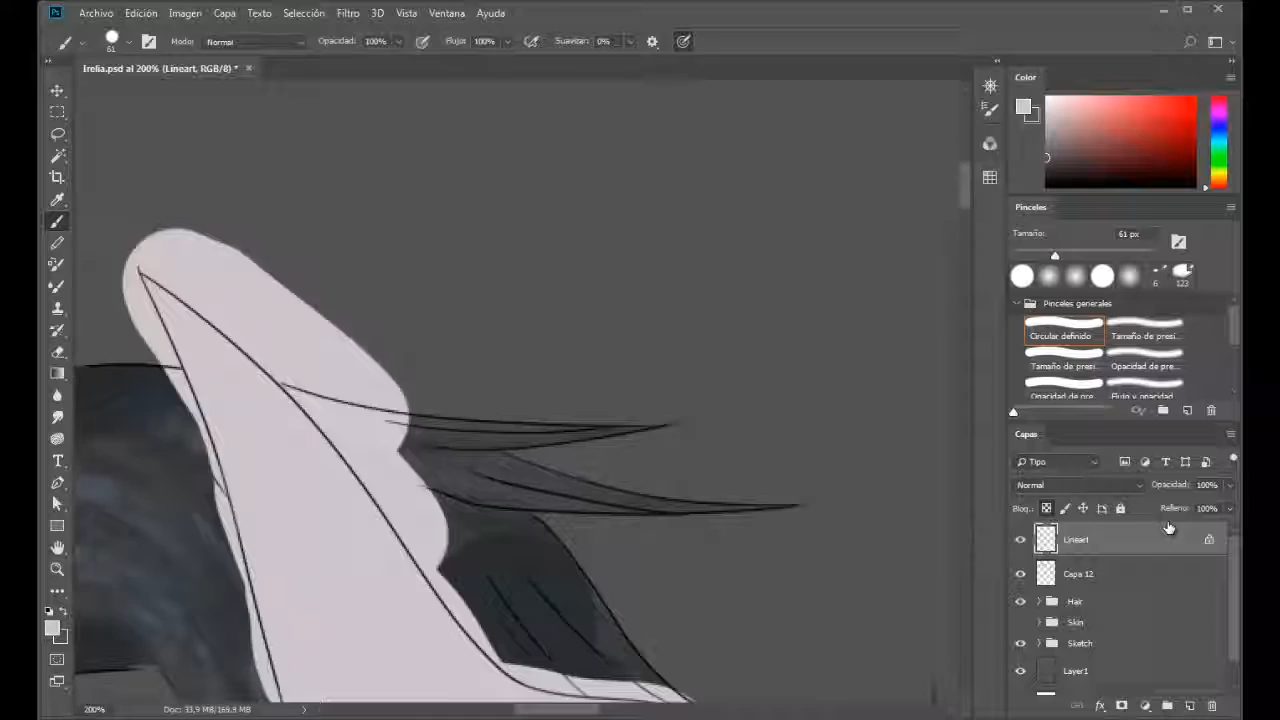 Ps Archivo Edición Imagen Capa Texto Selección Filtro 3D Vista Ventana Ayuda
61 Modo: Normal Opacidad: 100% Flujo: 100% Suavizar: 0%
Irelia.psd al 200% (Lineart, RGB/8) * ×
Color
Pinceles
Tamaño: 61 px
6 123
Pinceles generales
Circular definido Tamaño de presi...
Tamaño de presi... Opacidad de pre...
Opacidad de pre... Flujo y opacidad
Capas
Tipo
Normal Opacidad: 100%
Bloq.: Relleno: 100%
Lineart
Capa 12
Hair
Skin
Sketch
Layer1
200% Doc: 33,9 MB/169,8 MB